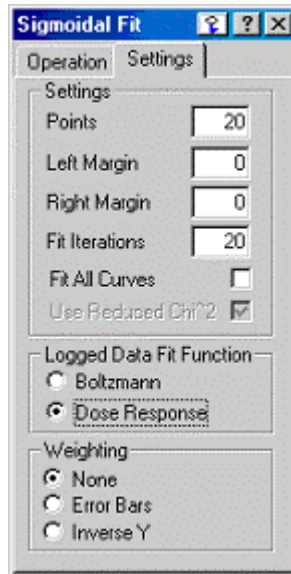 Sigmoidal Fit ?
Operation Settings
Settings
Points 20
Left Margin 0
Right Margin 0
Fit Iterations 20
Fit All Curves
Use Reduced Chi^2
Logged Data Fit Function
Boltzmann
Dose Response
Weighting
None
Error Bars
Inverse Y